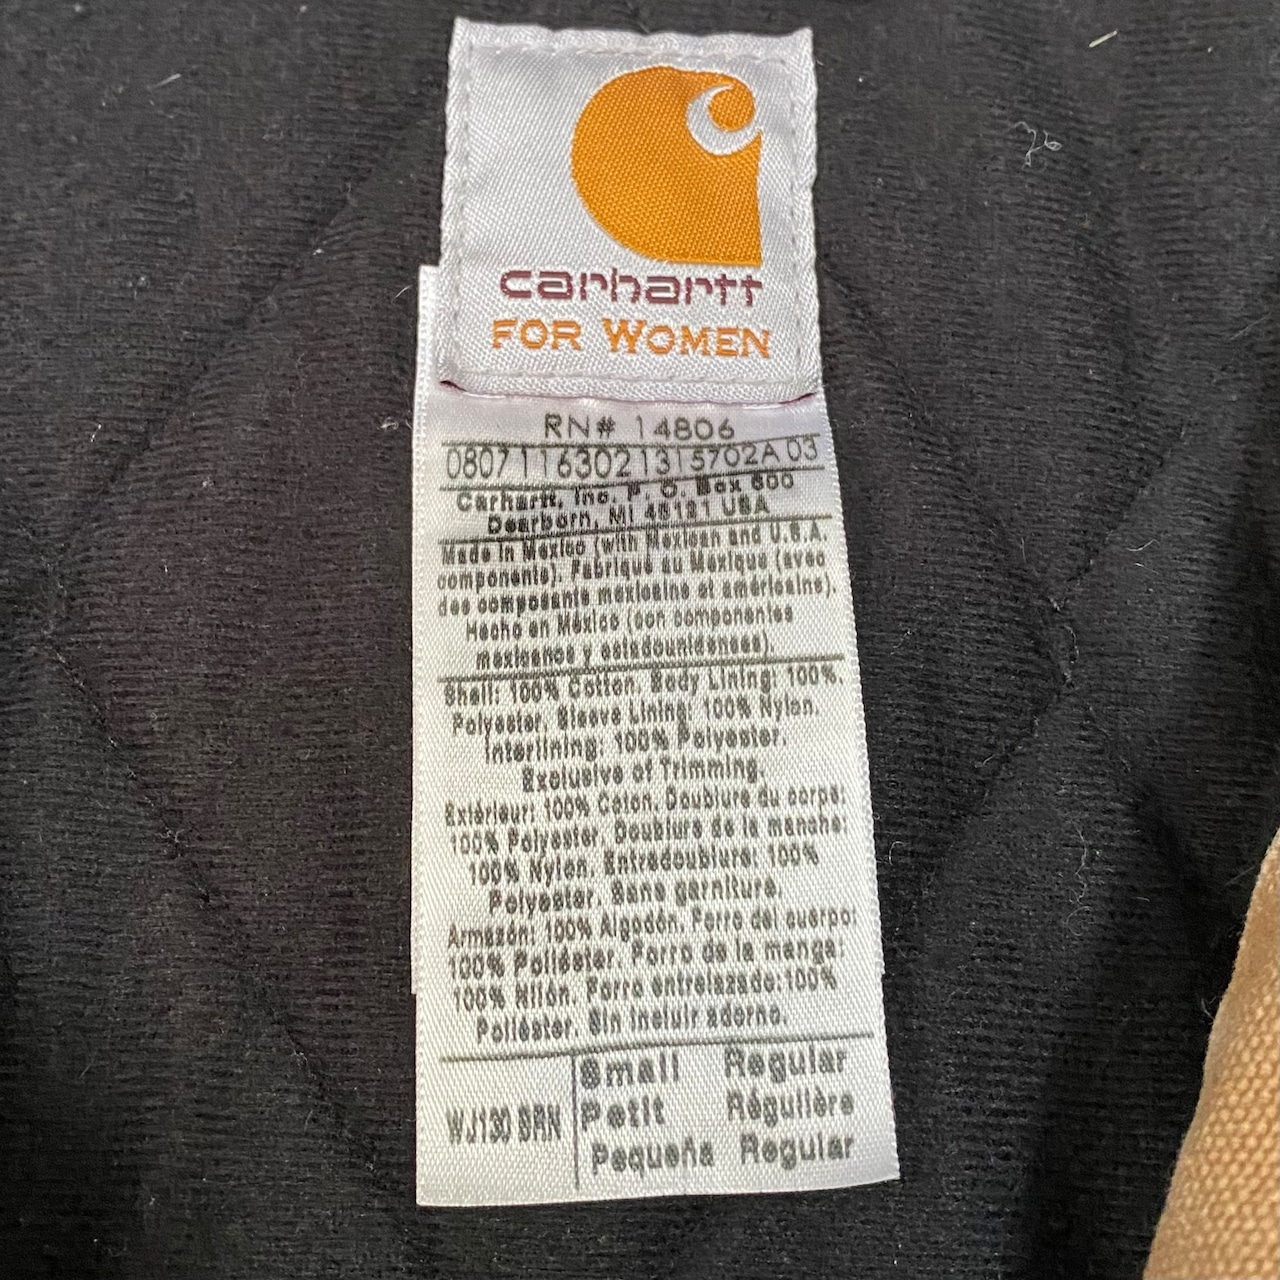 carhartt
FOR WOMEN
RN# 14806
0807 1163021315702A 03
Carhartt, Inc. P. O. Box 600
Dearborn, MI 48121 USA
Made in Mexico (with Mexican and U.S.A.
components). Fabriqué au Mexique (avec
des composants mexicains et américains).
Hecho en México (con componentes
mexicanos y estadounidenses).
Shell: 100% Cotton. Body Lining: 100%.
Polyester. Sleeve Lining: 100% Nylon.
Interlining: 100% Polyester.
Exclusive of Trimming.
Extérieur: 100% Coton. Doublure du corps:
100% Polyester. Doublure de la manche:
100% Nylon. Entredoublure: 100%
Polyester. Sans garniture.
Armazón: 100% Algodón. Forro del cuerpo:
100% Poliéster. Forro de la manga:
100% Nilón. Forro entrelazado:100%
Poliéster. Sin incluir adorno.
WJ130 BRN
Small Regular
Petit Régulière
Pequeña Regular